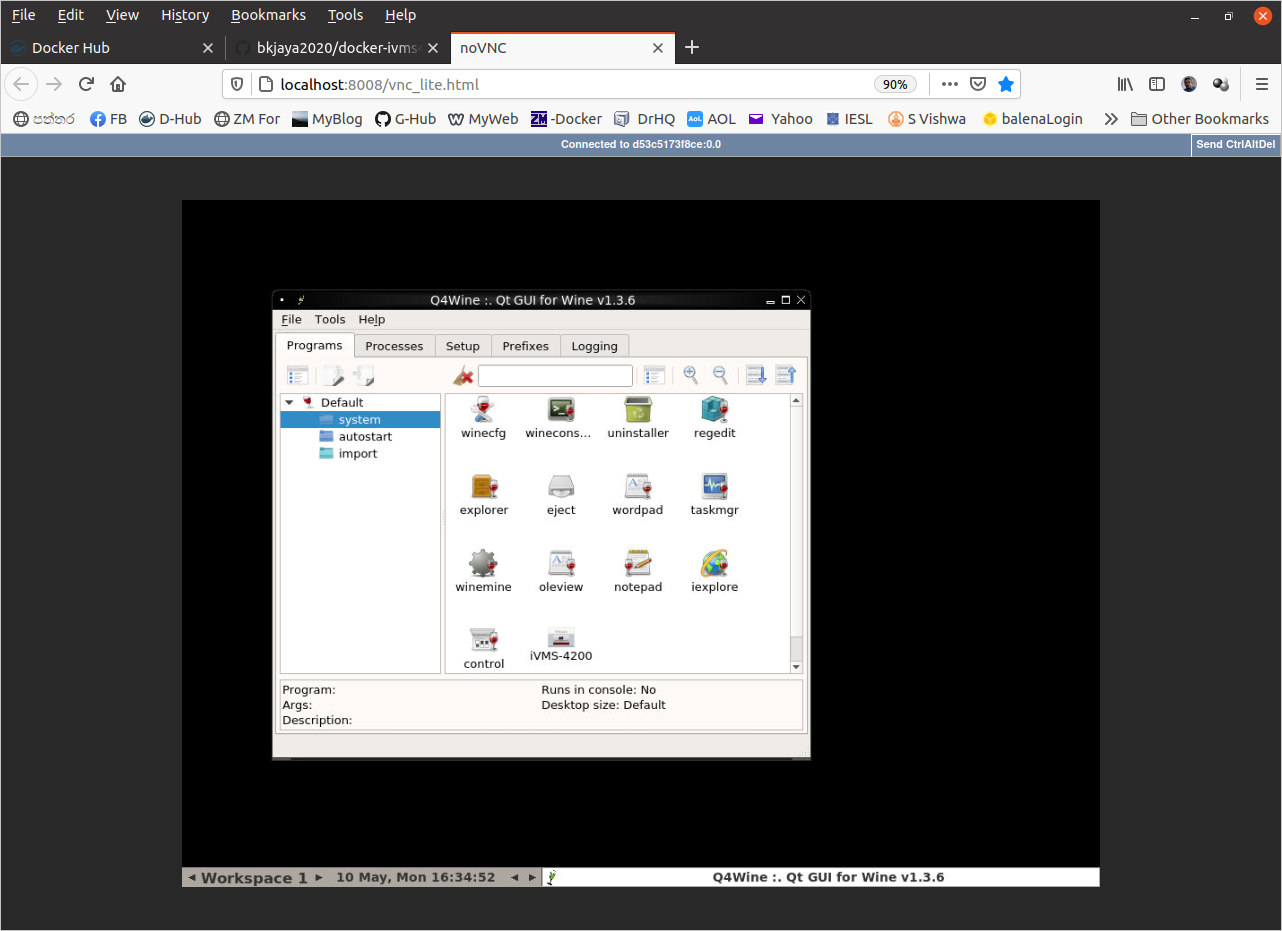 File Edit View History Bookmarks Tools Help
Docker Hub bkjaya2020/docker-ivms noVNC
localhost:8008/vnc_lite.html 90%
පත්තර FB D-Hub ZM For MyBlog G-Hub MyWeb ZM -Docker DrHQ Aol. AOL Yahoo IESL S Vishwa balenaLogin Other Bookmarks
Connected to d53c5173f8ce:0.0 Send CtrlAltDel
Q4Wine :. Qt GUI for Wine v1.3.6
File Tools Help
Programs Processes Setup Prefixes Logging
Default
system
autostart
import
winecfg winecons... uninstaller regedit
explorer eject wordpad taskmgr
winemine oleview notepad iexplore
control iVMS-4200
Program: Runs in console: No
Args: Desktop size: Default
Description:
Workspace 1 10 May, Mon 16:34:52 Q4Wine :. Qt GUI for Wine v1.3.6